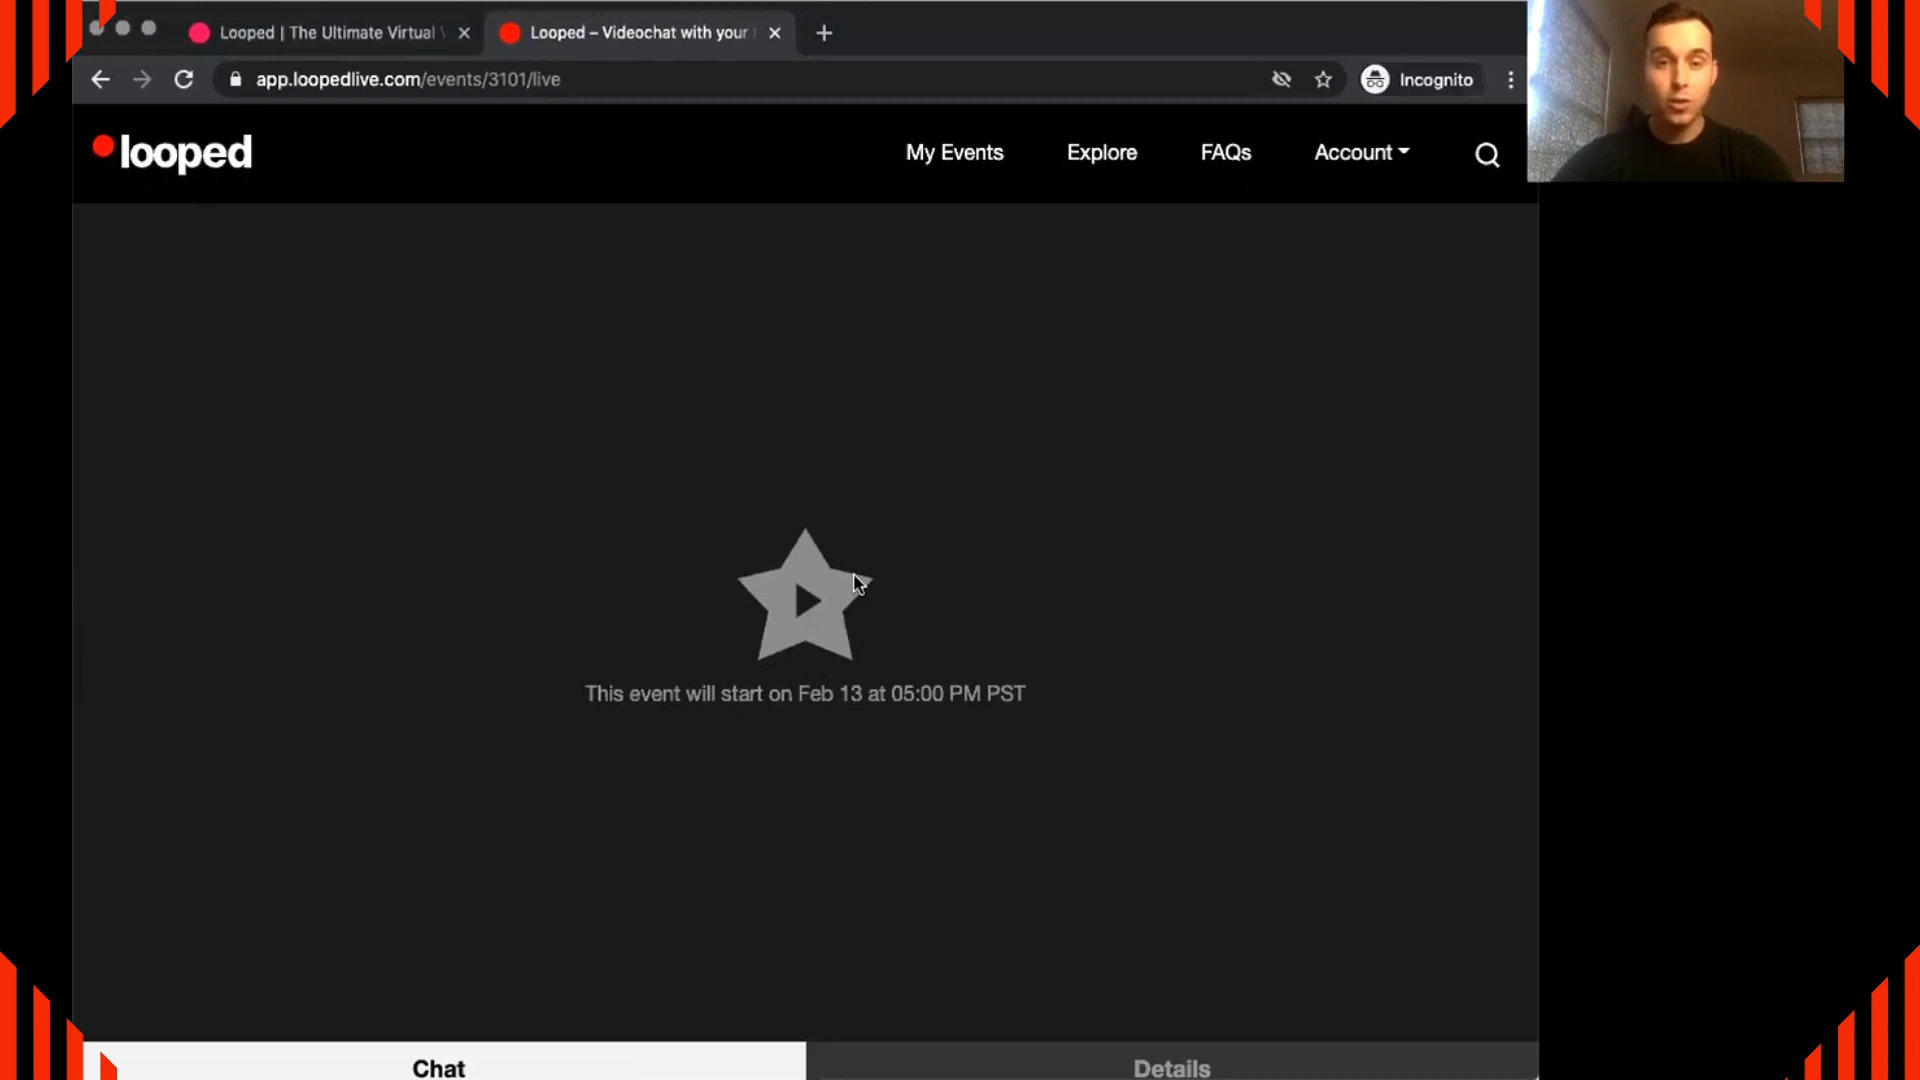 Looped | The Ultimate Virtual
Looped – Videochat with your
app.loopedlive.com/events/3101/live
Incognito
looped
My Events
Explore
FAQs
Account
This event will start on Feb 13 at 05:00 PM PST
Chat
Details